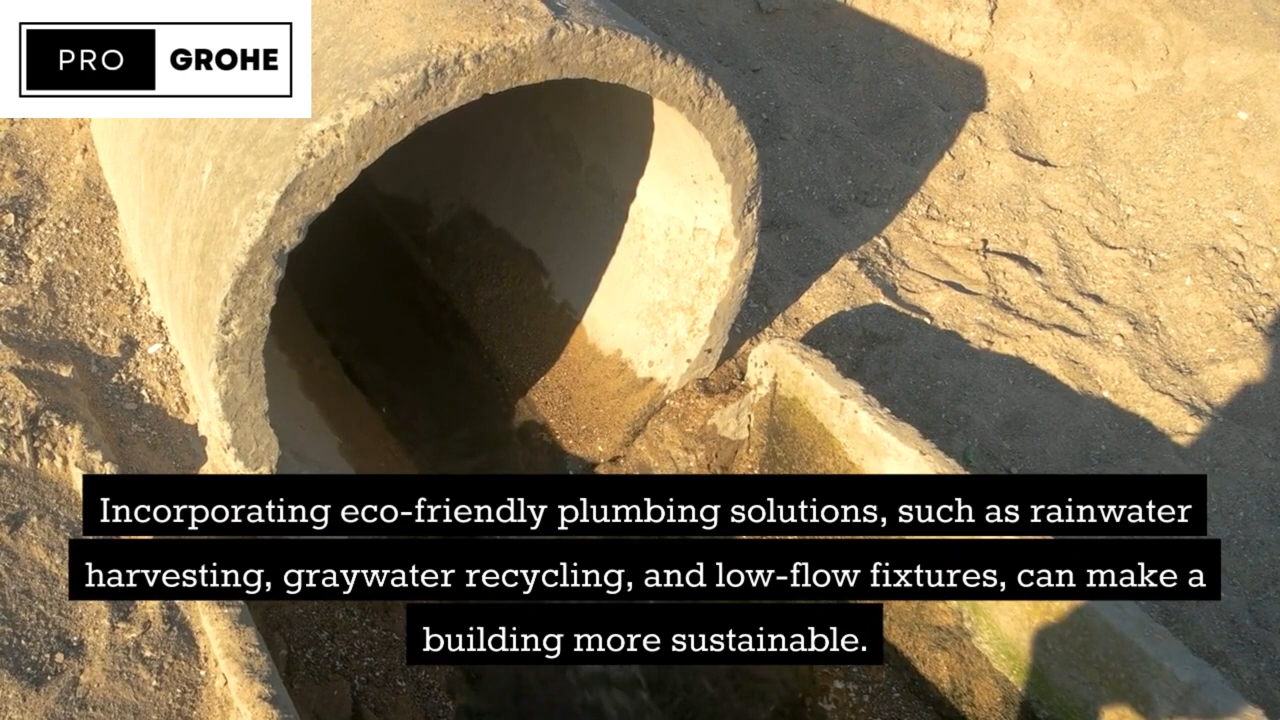 PRO GROHE
Incorporating eco-friendly plumbing solutions, such as rainwater
harvesting, graywater recycling, and low-flow fixtures, can make a
building more sustainable.